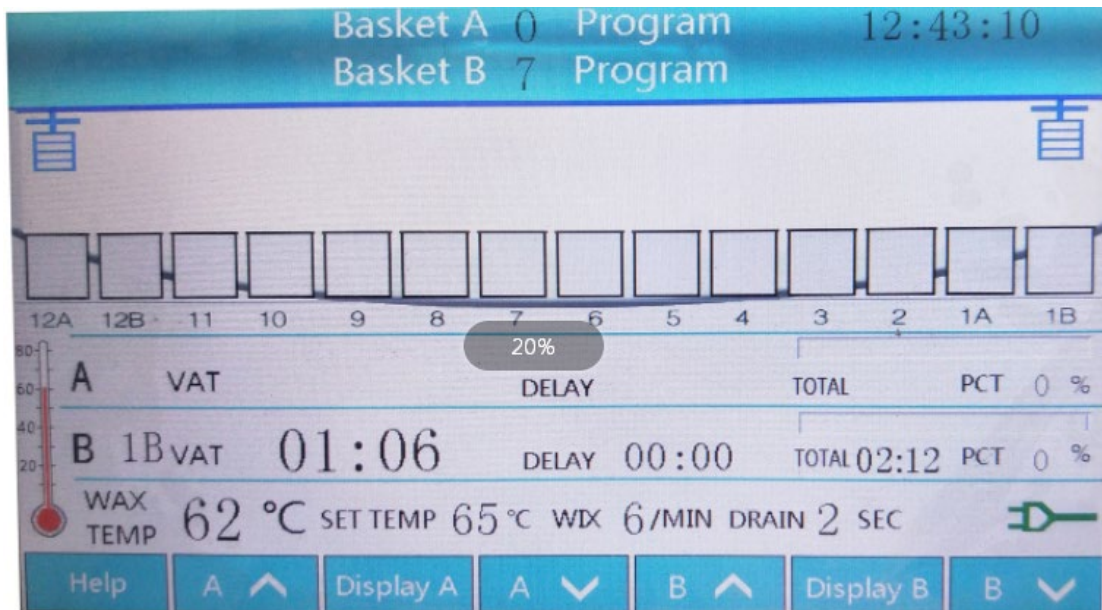 Basket A 0 Program 12:43:10
Basket B 7 Program
12A 12B 11 10 9 8 7 6 5 4 3 2 1A 1B
20%
80
60 A VAT DELAY TOTAL PCT 0 %
40
20 B 1B VAT 01:06 DELAY 00:00 TOTAL 02:12 PCT 0 %
WAX TEMP 62 °C SET TEMP 65 °C WIX 6/MIN DRAIN 2 SEC
Help A Display A A B Display B B